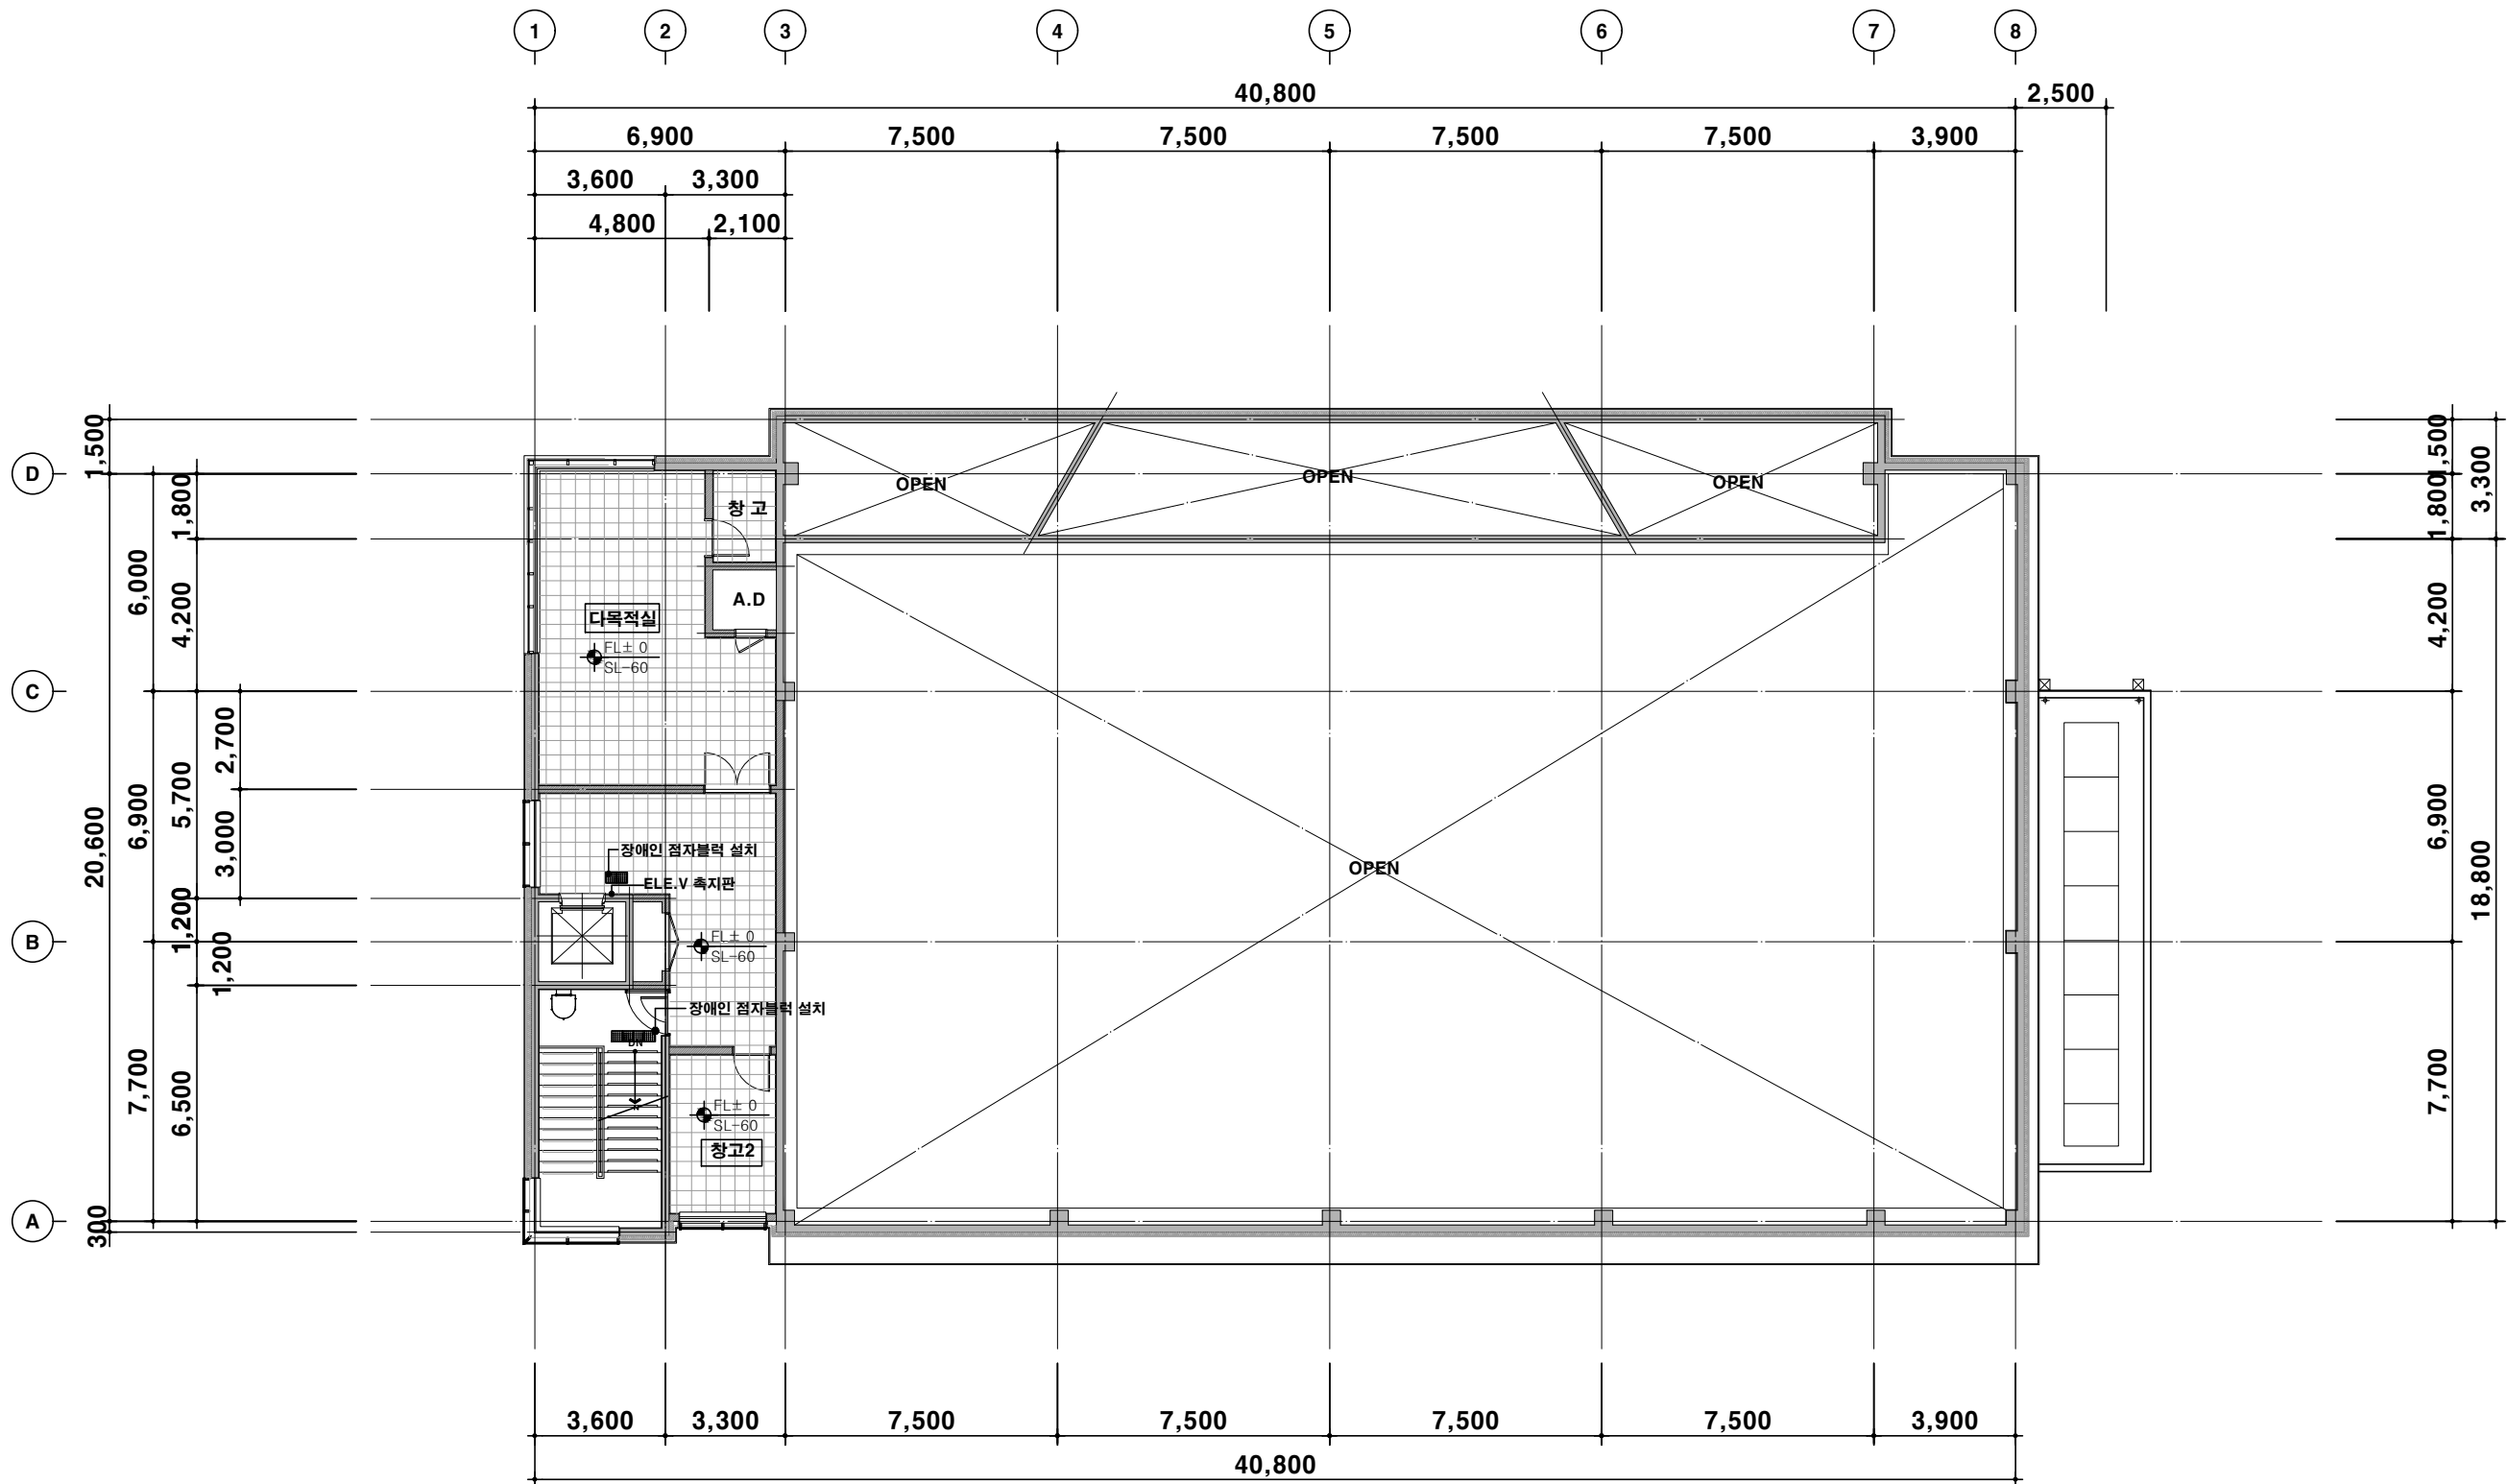 1 2 3 4 5 6 7 8
40,800 2,500
6,900 7,500 7,500 7,500 7,500 3,900
3,600 3,300
4,800 2,100
D
C
B
A
1,500
20,600
300
6,000
6,900
7,700
1,800
4,200
5,700
1,200
6,500
2,700
3,000
1,200
창 고
A.D
다목적실
FL± 0
SL-60
OPEN
OPEN
OPEN
OPEN
장애인 점자블럭 설치
ELE.V 촉지판
FL± 0
SL-60
장애인 점자블럭 설치
DN
FL± 0
SL-60
창고2
1,500
1,800
4,200
6,900
7,700
3,300
18,800
3,600 3,300 7,500 7,500 7,500 7,500 3,900
40,800